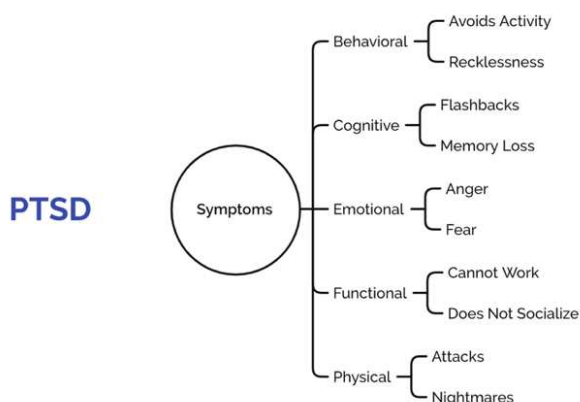 PTSD
Symptoms
Behavioral
Avoids Activity
Recklessness
Cognitive
Flashbacks
Memory Loss
Emotional
Anger
Fear
Functional
Cannot Work
Does Not Socialize
Physical
Attacks
Nightmares